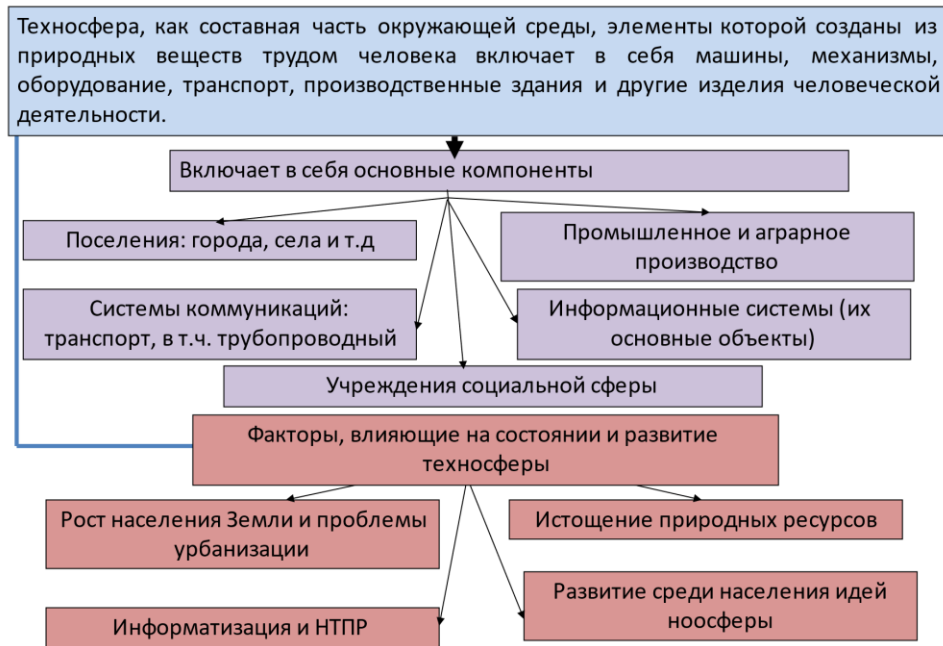 Техносфера, как составная часть окружающей среды, элементы которой созданы из
природных веществ трудом человека включает в себя машины, механизмы,
оборудование, транспорт, производственные здания и другие изделия человеческой
деятельности.
Включает в себя основные компоненты
Поселения: города, села и т.д
Промышленное и аграрное
производство
Системы коммуникаций:
транспорт, в т.ч. трубопроводный
Информационные системы (их
основные объекты)
Учреждения социальной сферы
Факторы, влияющие на состоянии и развитие
техносферы
Рост населения Земли и проблемы
урбанизации
Истощение природных ресурсов
Информатизация и НТПР
Развитие среди населения идей
ноосферы